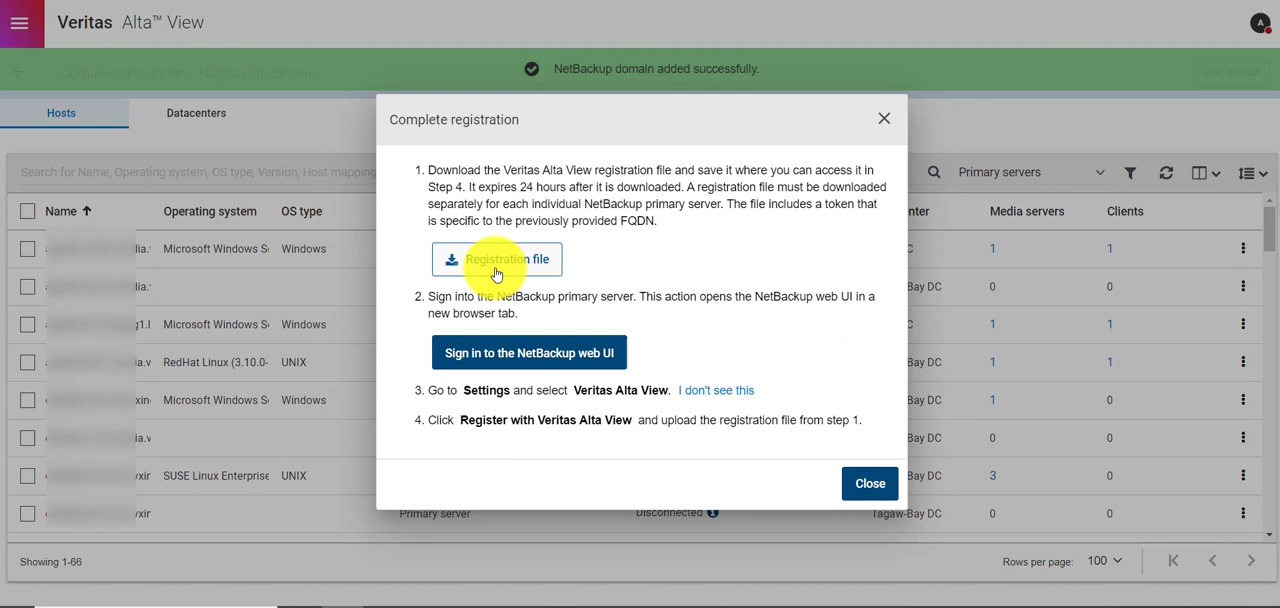 Veritas Alta™ View
A
NetBackup domain added successfully.
Add domain
Hosts
Datacenters
Complete registration
1. Download the Veritas Alta View registration file and save it where you can access it in
Step 4. It expires 24 hours after it is downloaded. A registration file must be downloaded
separately for each individual NetBackup primary server. The file includes a token that
is specific to the previously provided FQDN.
Registration file
2. Sign into the NetBackup primary server. This action opens the NetBackup web UI in a
new browser tab.
Sign in to the NetBackup web UI
3. Go to Settings and select Veritas Alta View. I don't see this
4. Click Register with Veritas Alta View and upload the registration file from step 1.
Close
Search for Name, Operating system, OS type, Version, Host mapping
Primary servers
Name Operating system OS type nter Media servers Clients
lia. Microsoft Windows S Windows C 1 1
lia. Bay DC 0 0
g1.l Microsoft Windows S Windows C 1 1
ia.v RedHat Linux (3.10.0- UNIX Bay DC 1 1
xin Microsoft Windows S Windows Bay DC 1 0
ia.v Bay DC 0 0
vxir SUSE Linux Enterprise UNIX Bay DC 3 0
vxir Primary server Disconnected Tagaw-Bay DC 0 0
Showing 1-66
Rows per page: 100